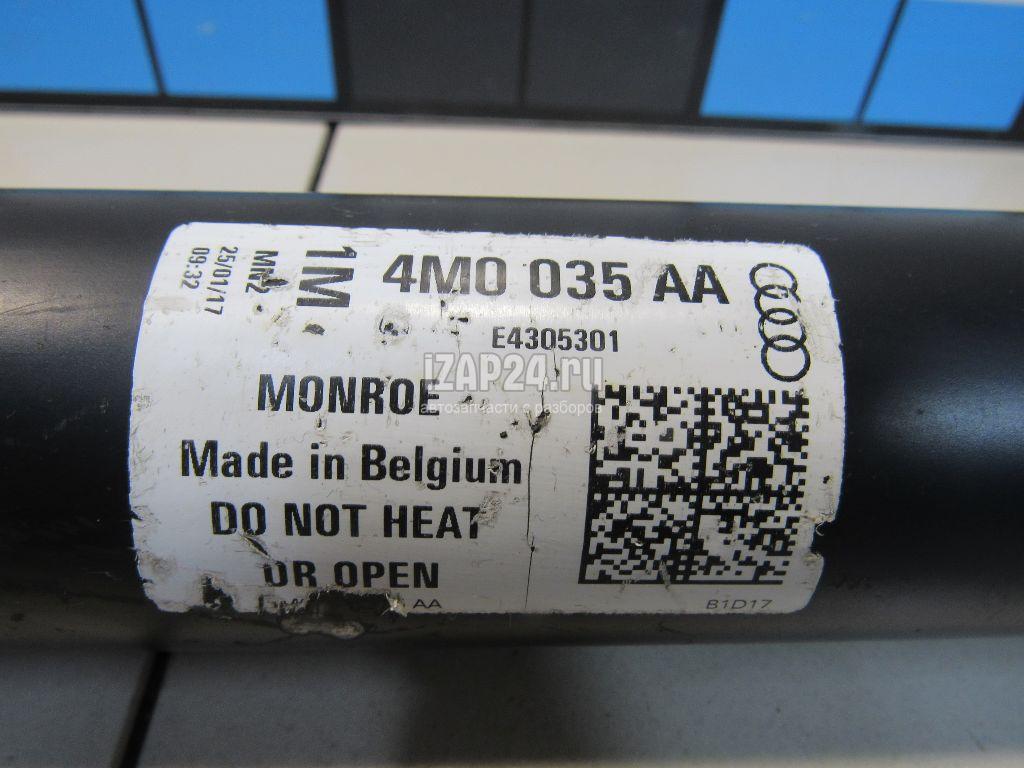 4M0 035 AA
1M
MN2
25/01/17
09:32
E4305301
iZAP24.ru
автозапчасти с разборов
MONROE
Made in Belgium
DO NOT HEAT
OR OPEN
AA
B1D17